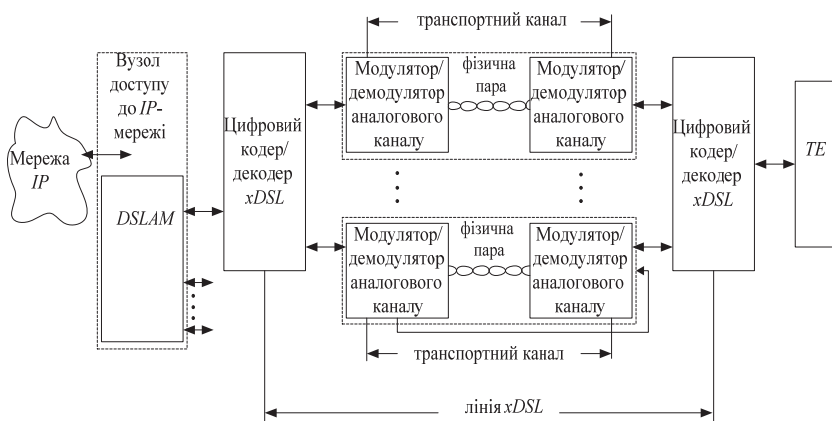 транспортний канал
Вузол
доступу
до IP-
мережі
Мережа
IP
DSLAM
Цифровий
кодер/
декодер
xDSL
Модулятор/
демодулятор
аналогового
каналу
фізична
пара
Модулятор/
демодулятор
аналогового
каналу
Модулятор/
демодулятор
аналогового
каналу
фізична
пара
Модулятор/
демодулятор
аналогового
каналу
Цифровий
кодер/
декодер
xDSL
TE
транспортний канал
лінія xDSL